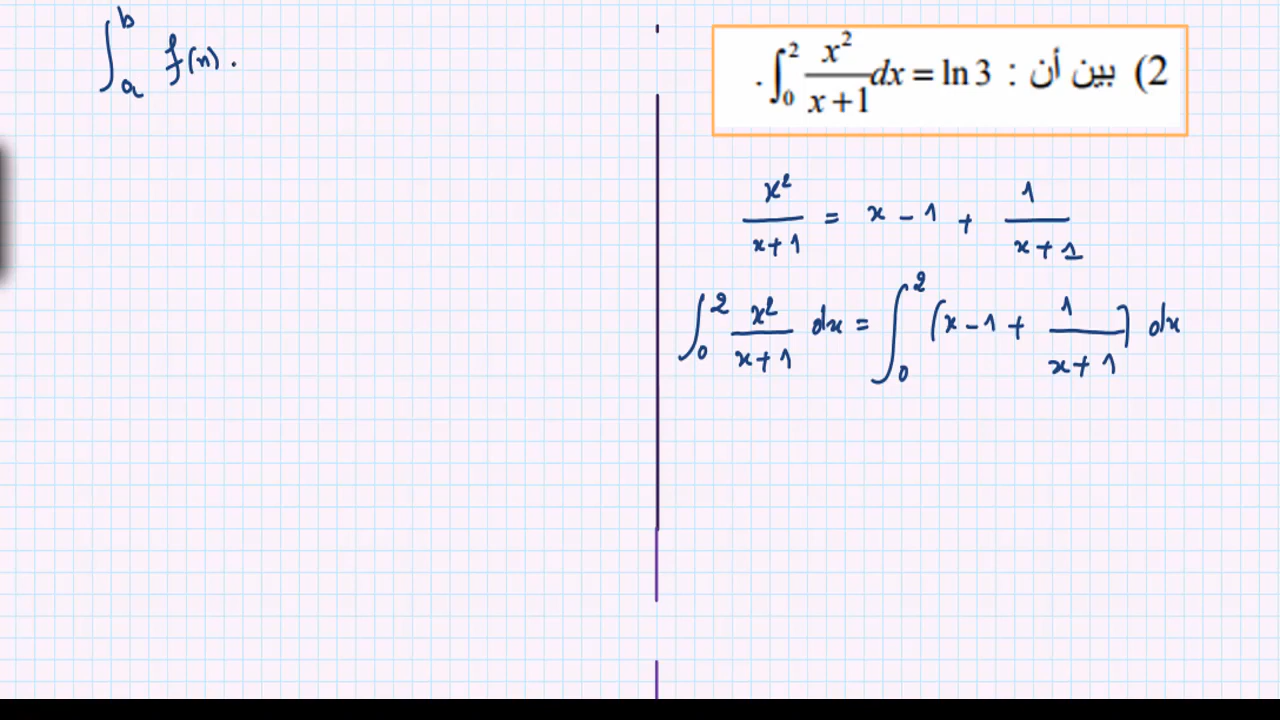 ∫_a^b f(x).
2) بين أن : ∫_0^2 x²/(x+1) dx = ln 3 .
x²/(x+1) = x - 1 + 1/(x+1)
∫_0^2 x²/(x+1) dx = ∫_0^2 (x - 1 + 1/(x+1)) dx